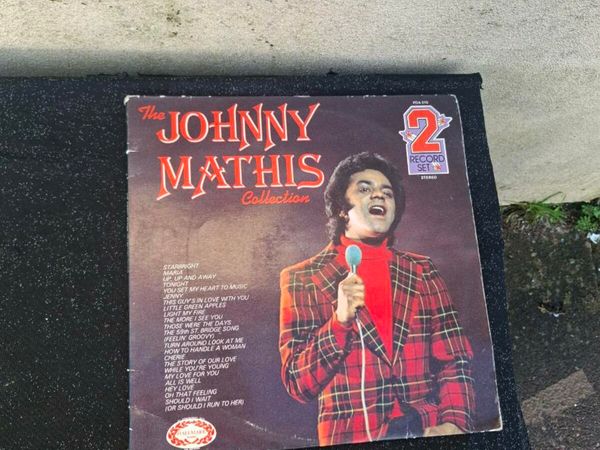 The
JOHNNY
MATHIS
Collection
PDA 010
2
RECORD
SET
STEREO
STARBRIGHT
MARIA
UP, UP AND AWAY
TONIGHT
YOU SET MY HEART TO MUSIC
JENNY
THIS GUY'S IN LOVE WITH YOU
LITTLE GREEN APPLES
LIGHT MY FIRE
THE MORE I SEE YOU
THOSE WERE THE DAYS
THE 59th ST. BRIDGE SONG
(FEELIN' GROOVY)
TURN AROUND LOOK AT ME
HOW TO HANDLE A WOMAN
CHERIE
THE STORY OF OUR LOVE
WHILE YOU'RE YOUNG
MY LOVE FOR YOU
ALL IS WELL
HEY LOVE
OH THAT FEELING
SHOULD I WAIT
(OR SHOULD I RUN TO HER)
HALLMARK